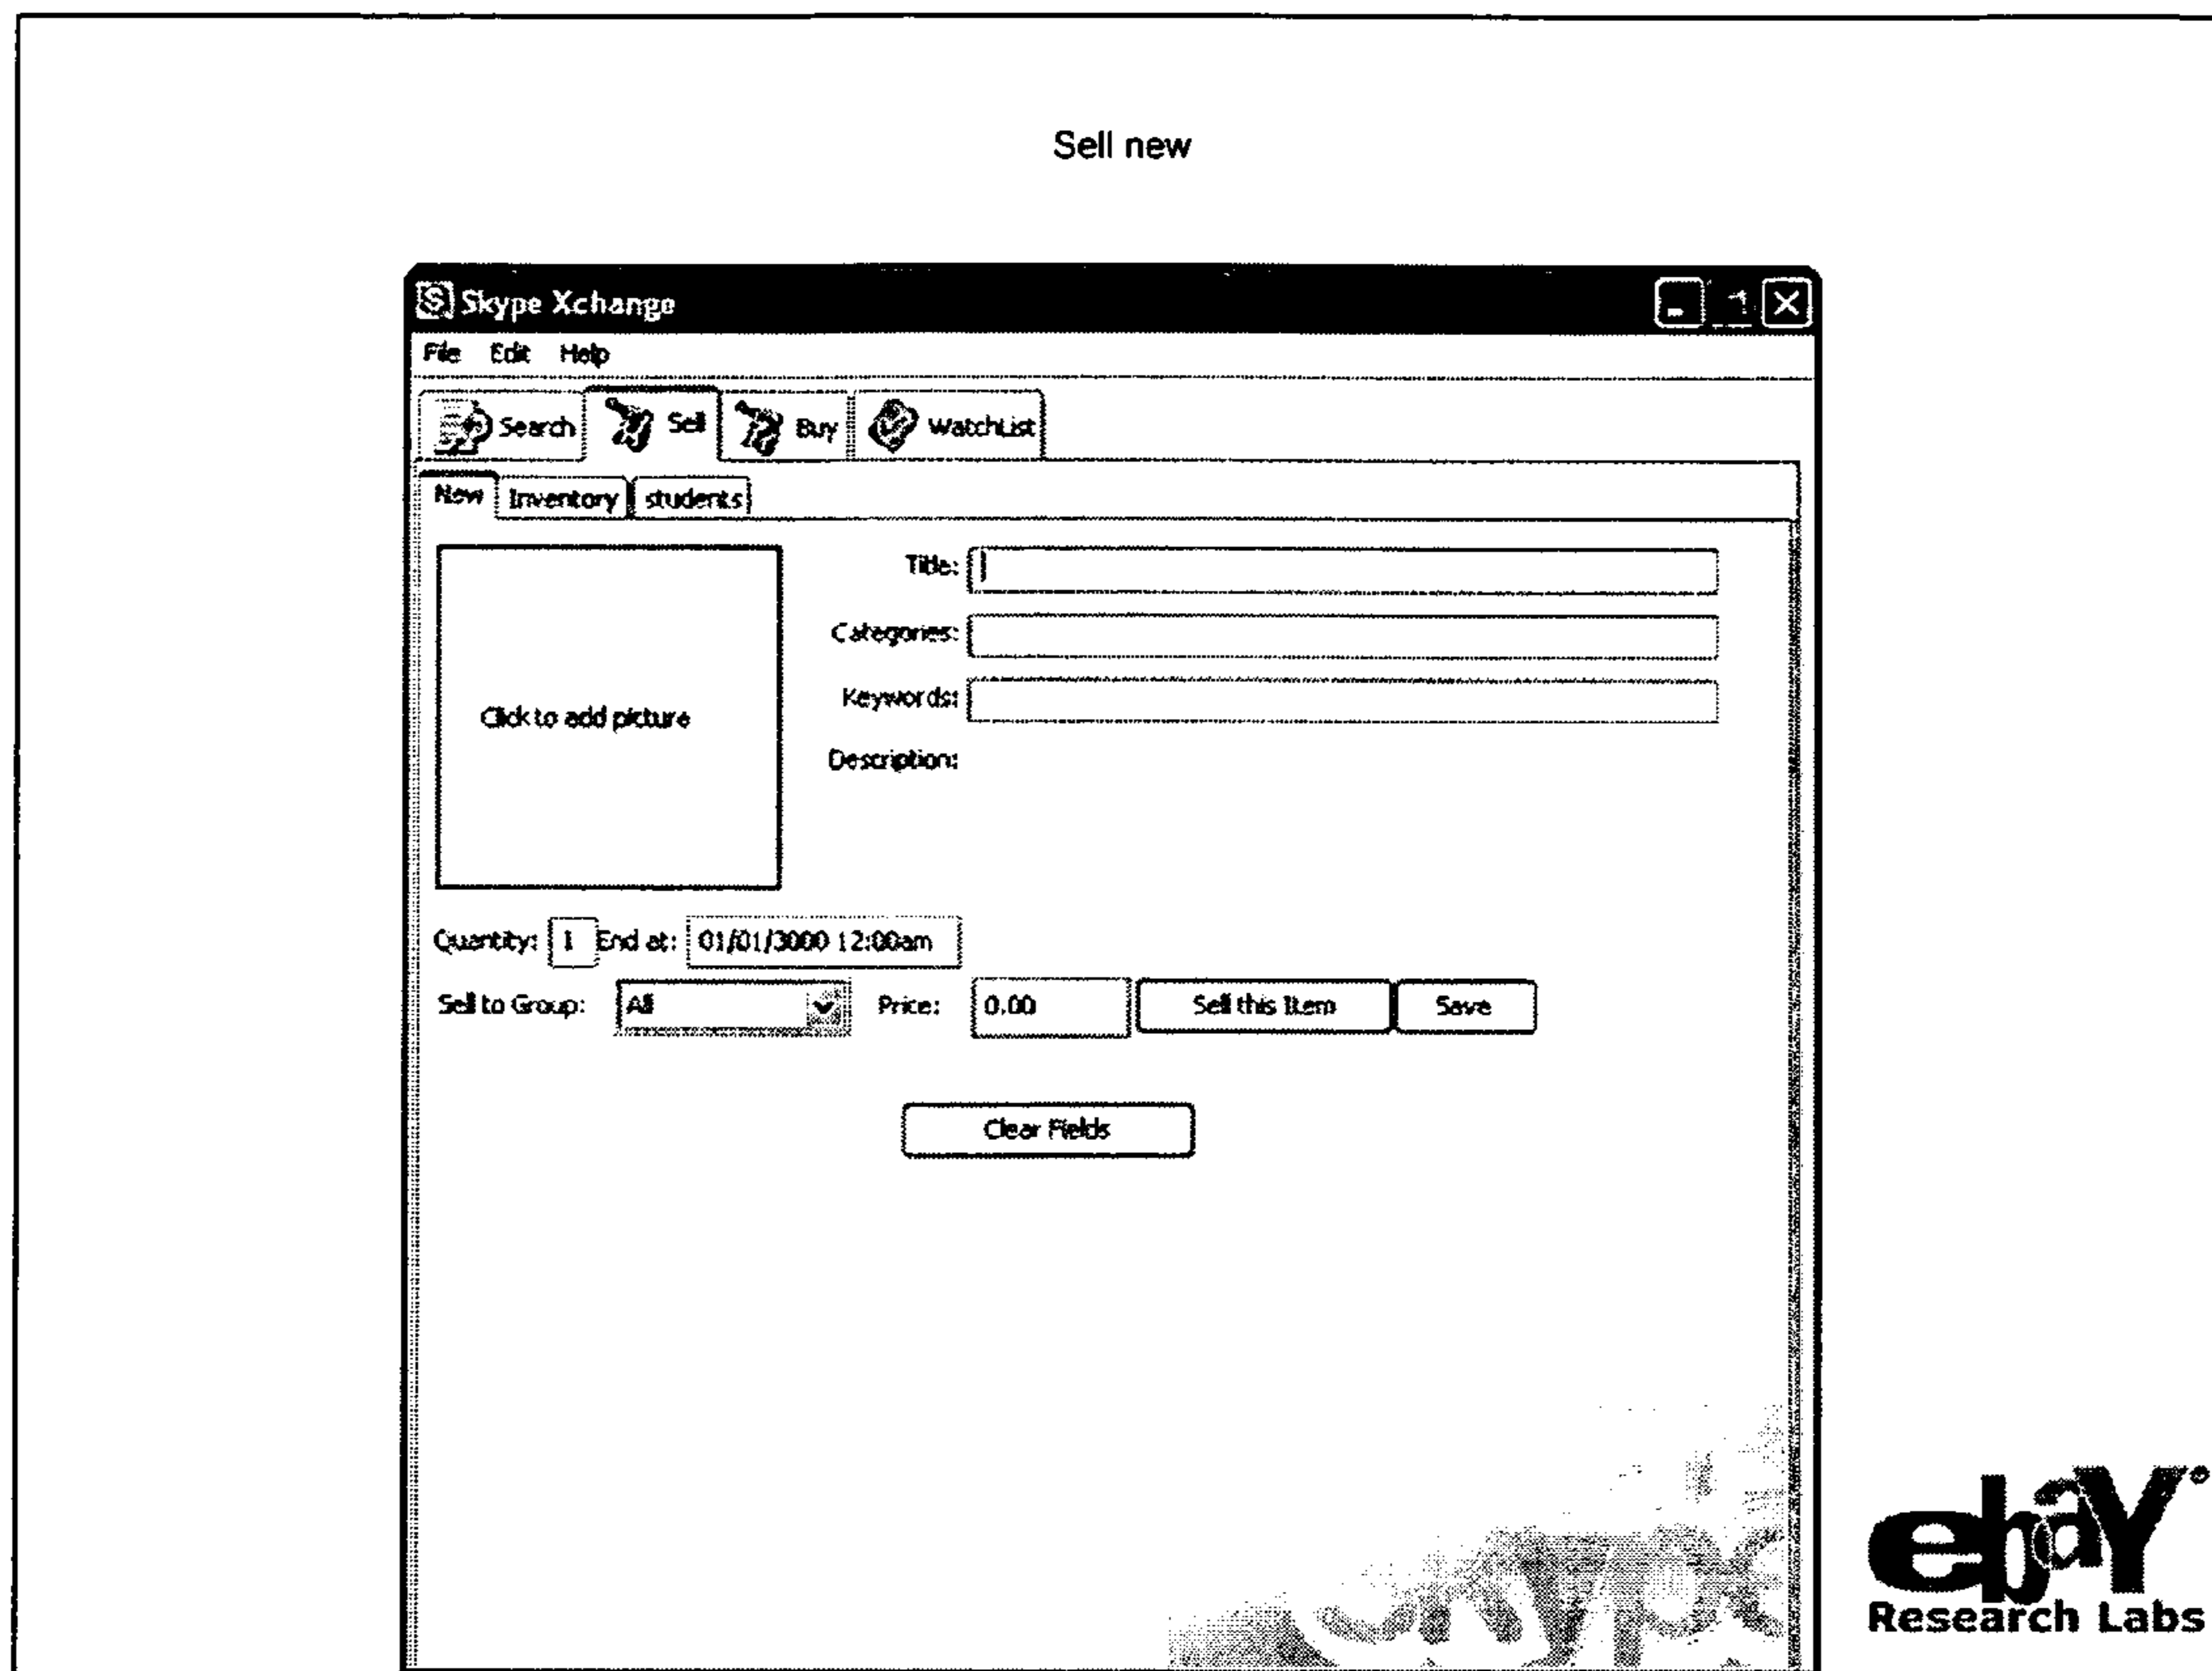 Sell new
Skype Xchange
File Edit Help
Search Sell Buy WatchList
New Inventory students
Title:
Categories:
Keywords:
Click to add picture
Description:
Quantity: 1 End at: 01/01/3000 12:00am
Sell to Group: All Price: 0.00 Sell this Item Save
Clear Fields
skype
ebaY®
Research Labs